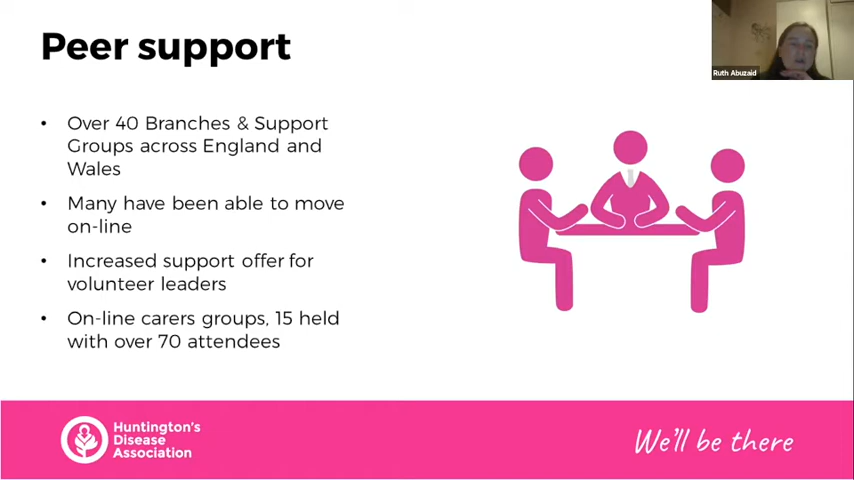 Peer support
Ruth Abuzaid
• Over 40 Branches & Support
Groups across England and
Wales
• Many have been able to move
on-line
• Increased support offer for
volunteer leaders
• On-line carers groups, 15 held
with over 70 attendees
Huntington's
Disease
Association
We'll be there